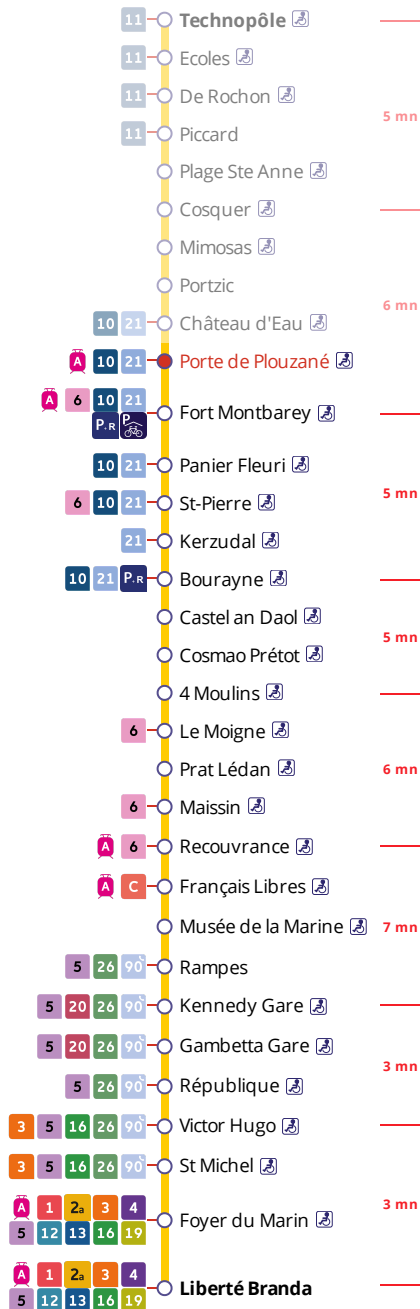 11 Technopôle
11 Ecoles
11 De Rochon
5 mn
11 Piccard
Plage Ste Anne
Cosquer
Mimosas
Portzic
6 mn
10 21 Château d'Eau
A 10 21 Porte de Plouzané
A 6 10 21
P+R P Fort Montbarey
10 21 Panier Fleuri
6 10 21 St-Pierre 5 mn
21 Kerzudal
10 21 P+R Bourayne
Castel an Daol
5 mn
Cosmao Prétot
4 Moulins
6 Le Moigne
Prat Lédan 6 mn
6 Maissin
A 6 Recouvrance
A C Français Libres
Musée de la Marine 7 mn
5 26 90 Rampes
5 20 26 90 Kennedy Gare
5 20 26 90 Gambetta Gare
3 mn
5 26 90 République
3 5 16 26 90 Victor Hugo
3 5 16 26 90 St Michel
3 mn
A 1 2a 3 4
5 12 13 16 19 Foyer du Marin
A 1 2a 3 4
5 12 13 16 19 Liberté Branda